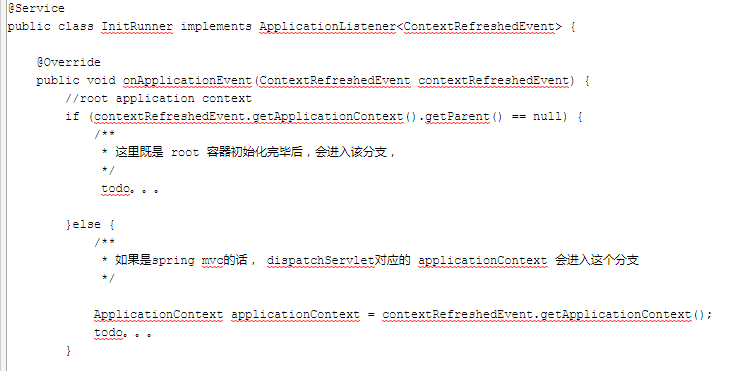 @Service
public class InitRunner implements ApplicationListener<ContextRefreshedEvent> {
@Override
public void onApplicationEvent(ContextRefreshedEvent contextRefreshedEvent) {
//root application context
if (contextRefreshedEvent.getApplicationContext().getParent() == null) {
/**
* 这里既是 root 容器初始化完毕后，会进入该分支，
*/
todo。。。
}else {
/**
* 如果是spring mvc的话， dispatchServlet对应的 applicationContext 会进入这个分支
*/
ApplicationContext applicationContext = contextRefreshedEvent.getApplicationContext();
todo。。。
}